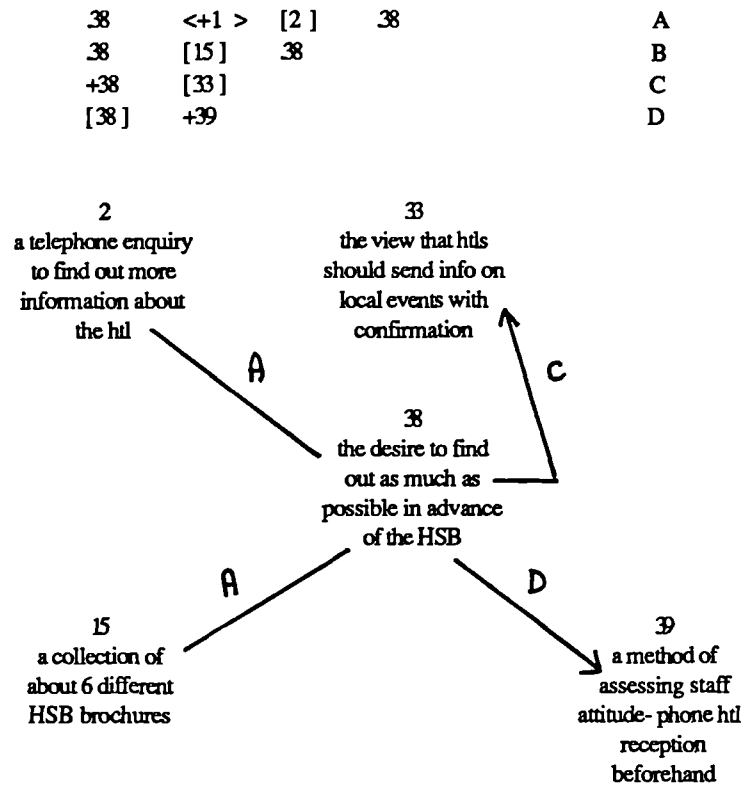 38 <+1 > [2 ] 38 A
38 [15] 38 B
+38 [33] C
[38] +39 D
2
a telephone enquiry
to find out more
information about
the htl
33
the view that htls
should send info on
local events with
confirmation
A
C
38
the desire to find
out as much as
possible in advance
of the HSB
A
D
15
a collection of
about 6 different
HSB brochures
39
a method of
assessing staff
attitude- phone htl
reception
beforehand